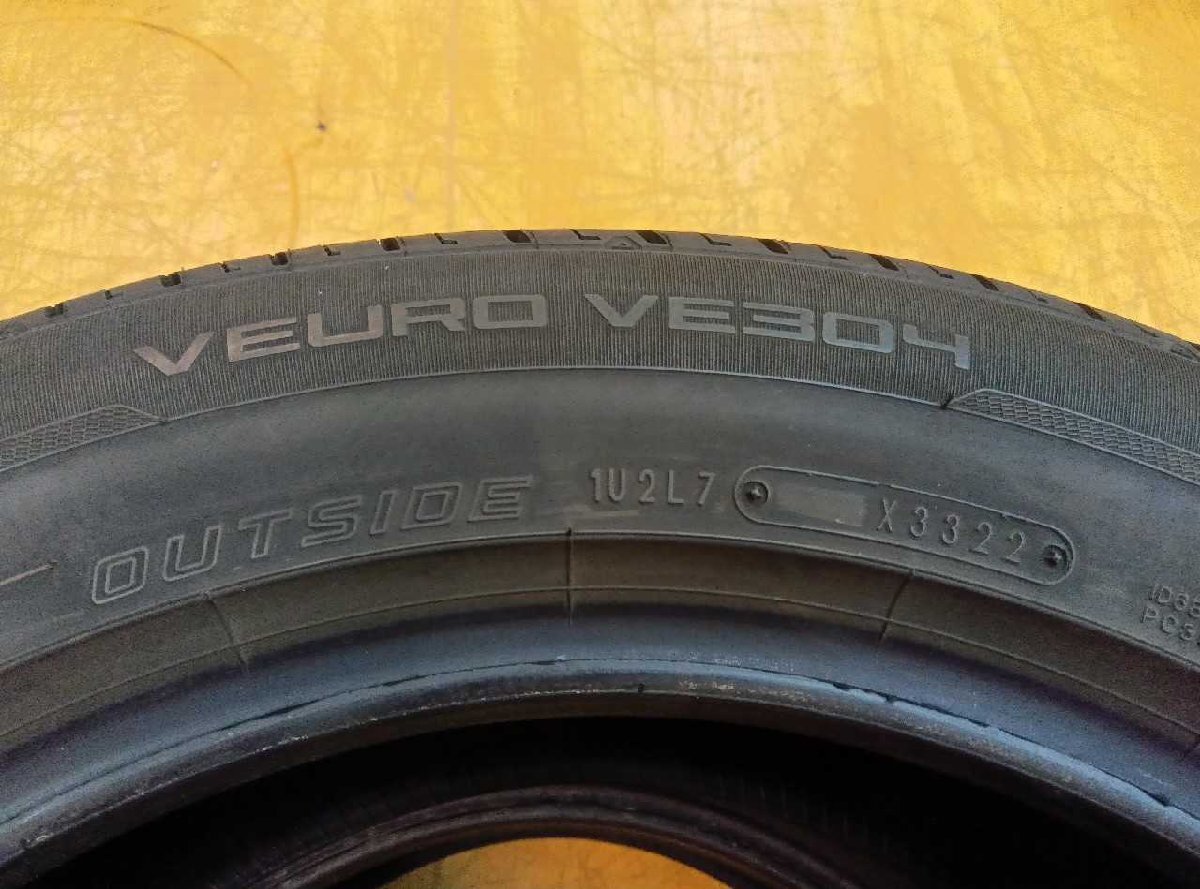 VEURO VE304
OUTSIDE 1U2L7 X3322